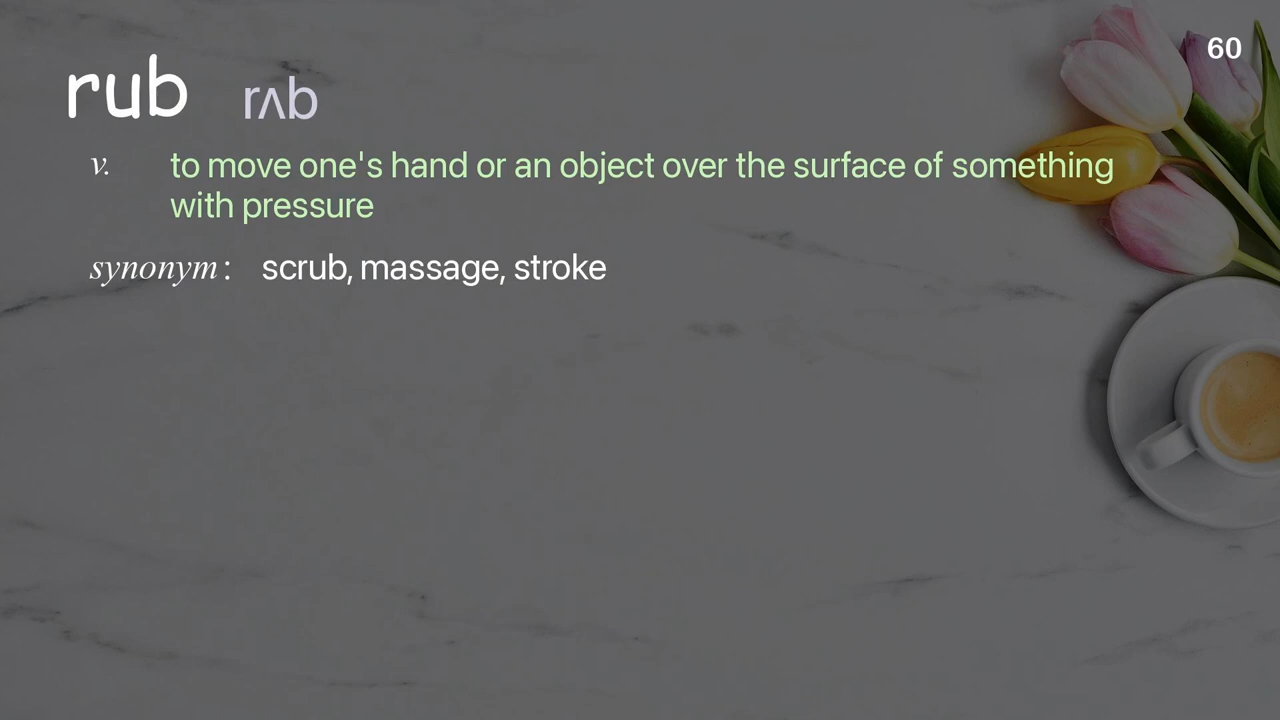 60
rub rʌb
v. to move one's hand or an object over the surface of something
with pressure
synonym: scrub, massage, stroke